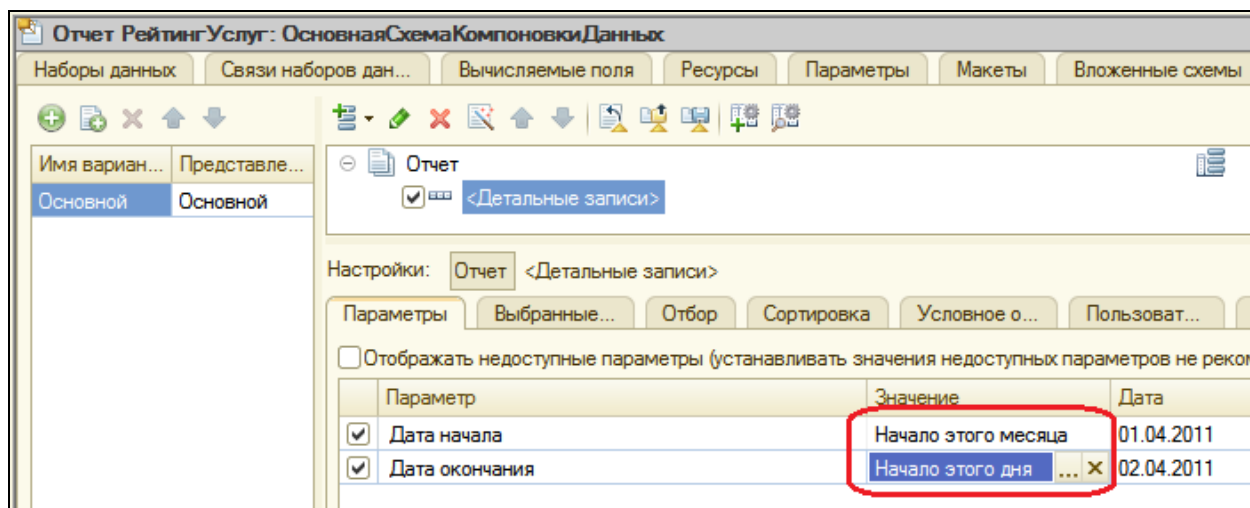 Отчет РейтингУслуг: ОсновнаяСхемаКомпоновкиДанных
Наборы данных Связи наборов дан... Вычисляемые поля Ресурсы Параметры Макеты Вложенные схемы
Имя вариан... Представле...
Основной Основной
Отчет
<Детальные записи>
Настройки: Отчет <Детальные записи>
Параметры Выбранные... Отбор Сортировка Условное о... Пользоват...
Отображать недоступные параметры (устанавливать значения недоступных параметров не реком
Параметр Значение Дата
Дата начала Начало этого месяца 01.04.2011
Дата окончания Начало этого дня ... × 02.04.2011